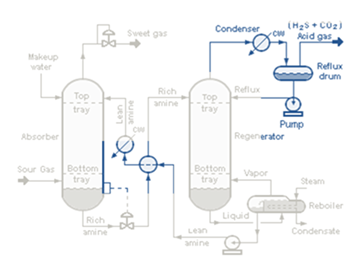 (H₂S + CO₂)
Sweet gas
Condenser
CW
Acid gas
Makeup
water
Reflux
drum
Rich
amine
Top
tray
Lean
amine
Top
tray
Reflux
Pump
Absorber
CW
Regenerator
Bottom
tray
Bottom
tray
Sour Gas
Vapor
Steam
Reboiler
Rich
amine
Liquid
Lean
amine
Condensate